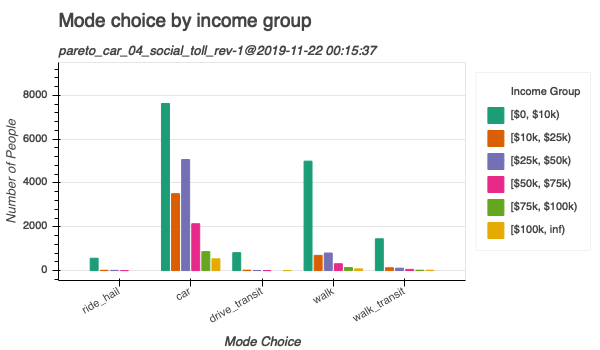 Mode choice by income group
pareto_car_04_social_toll_rev-1@2019-11-22 00:15:37
Number of People
8000
6000
4000
2000
0
ride_hail
car
drive_transit
walk
walk_transit
Mode Choice
Income Group
[$0, $10k)
[$10k, $25k)
[$25k, $50k)
[$50k, $75k)
[$75k, $100k)
[$100k, inf)